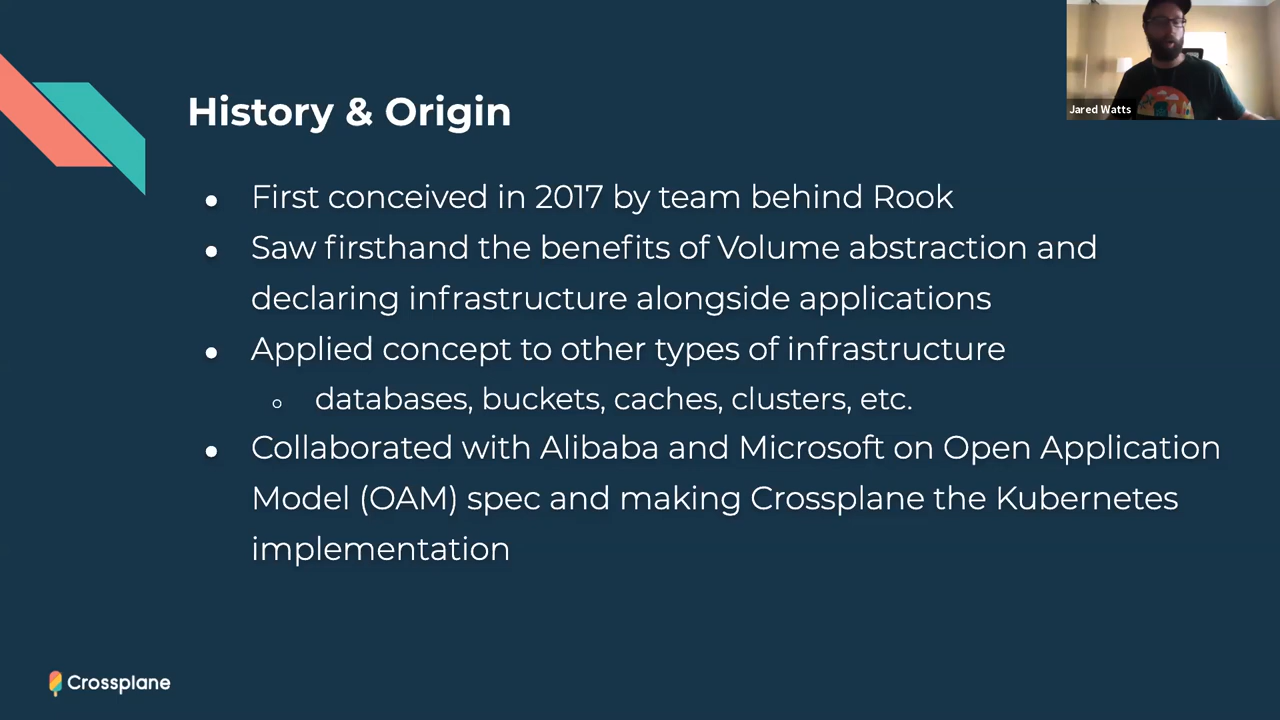 Jared Watts
History & Origin
● First conceived in 2017 by team behind Rook
● Saw firsthand the benefits of Volume abstraction and
declaring infrastructure alongside applications
● Applied concept to other types of infrastructure
○ databases, buckets, caches, clusters, etc.
● Collaborated with Alibaba and Microsoft on Open Application
Model (OAM) spec and making Crossplane the Kubernetes
implementation
Crossplane